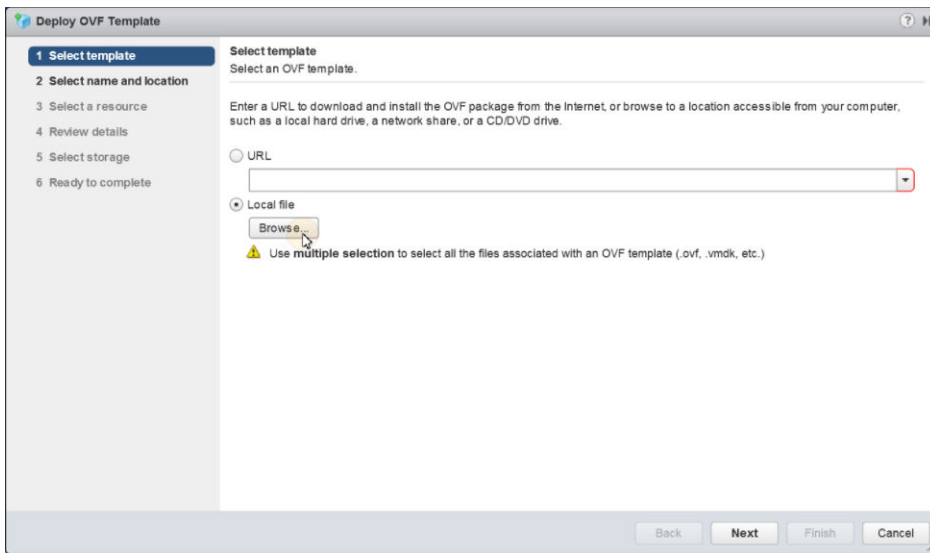 Deploy OVF Template
?
1 Select template
2 Select name and location
3 Select a resource
4 Review details
5 Select storage
6 Ready to complete
Select template
Select an OVF template.
Enter a URL to download and install the OVF package from the Internet, or browse to a location accessible from your computer,
such as a local hard drive, a network share, or a CD/DVD drive.
URL
Local file
Browse...
Use multiple selection to select all the files associated with an OVF template (.ovf, .vmdk, etc.)
Back
Next
Finish
Cancel